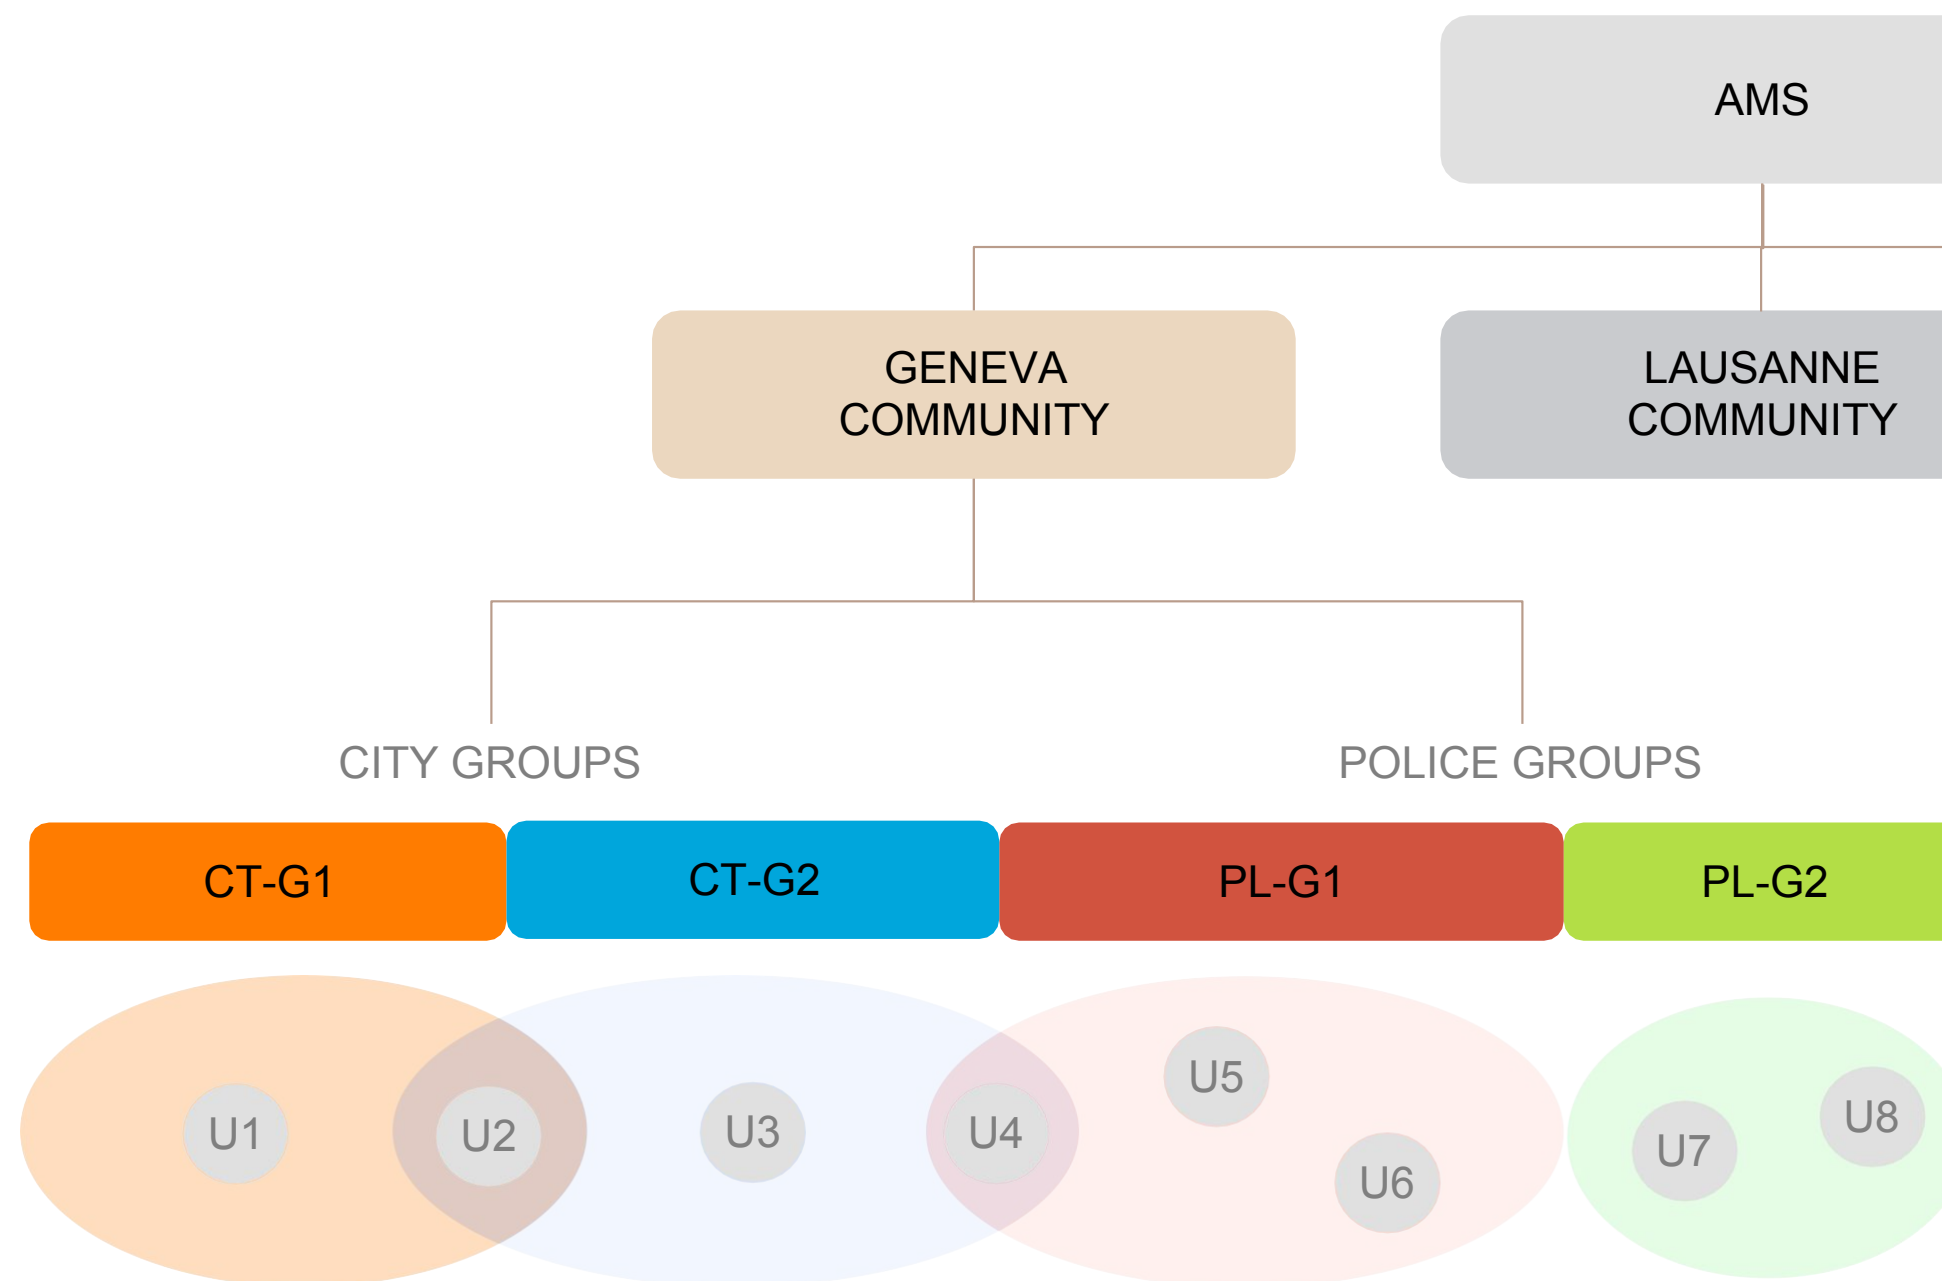 AMS
GENEVA
COMMUNITY
LAUSANNE
COMMUNITY
CITY GROUPS
POLICE GROUPS
CT-G1
CT-G2
PL-G1
PL-G2
U1
U2
U3
U4
U5
U6
U7
U8